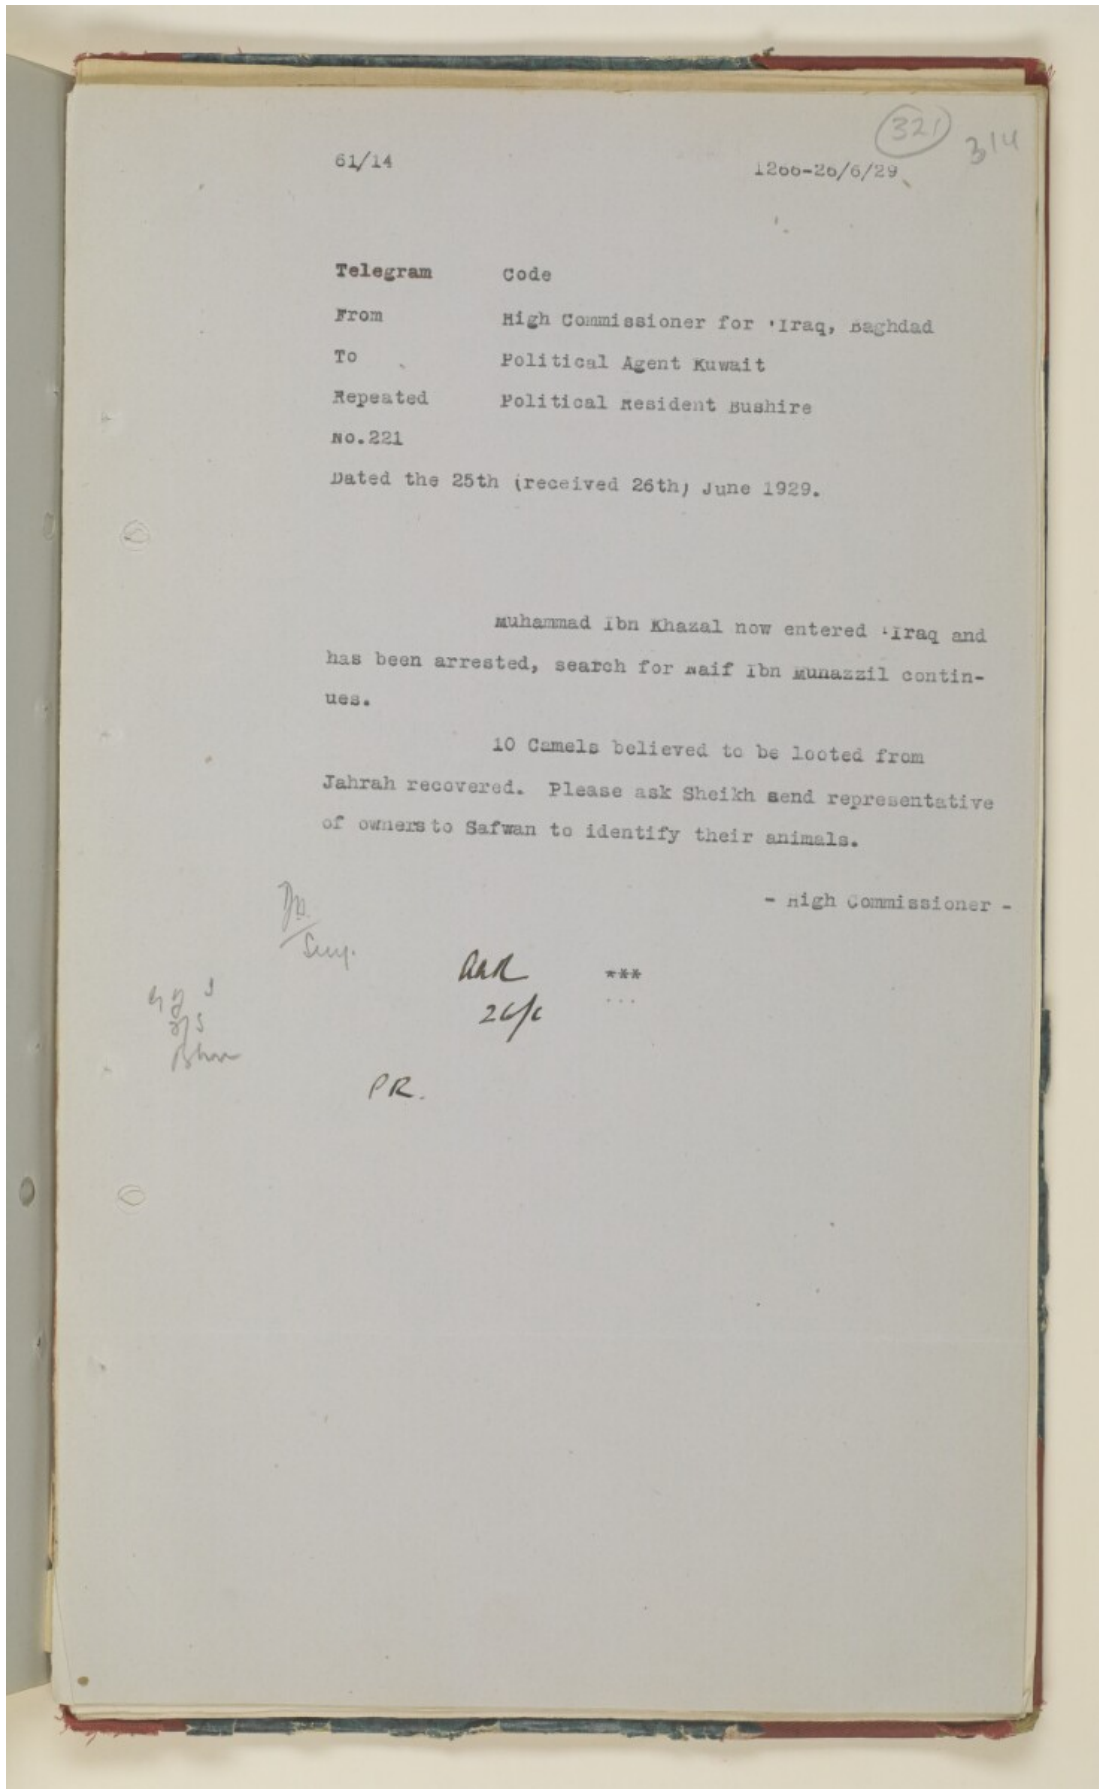 321
314
61/14 1266-26/6/29
Telegram Code
From High Commissioner for 'Iraq, Baghdad
To Political Agent Kuwait
Repeated Political Resident Bushire
No.221
Dated the 25th (received 26th) June 1929.
Muhammad Ibn Khazal now entered 'Iraq and
has been arrested, search for Naif Ibn Munazzil contin-
ues.
10 Camels believed to be looted from
Jahrah recovered. Please ask Sheikh send representative
of owners to Safwan to identify their animals.
- High Commissioner -
***
...
26/6
PR.